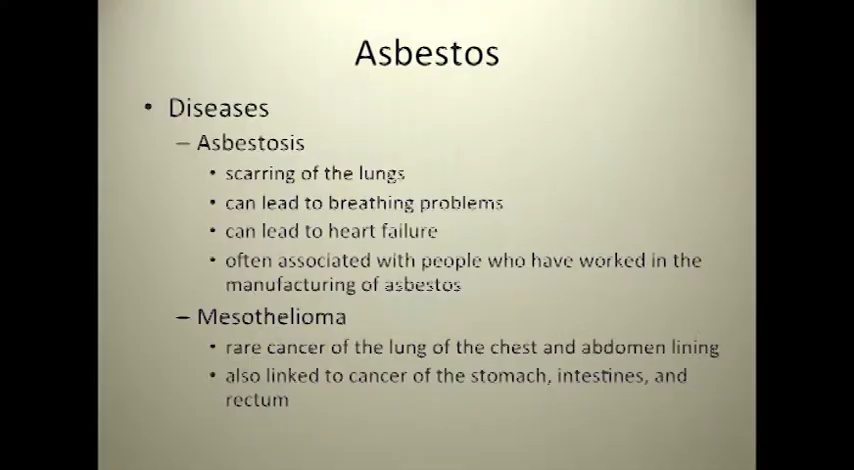 Asbestos
• Diseases
– Asbestosis
• scarring of the lungs
• can lead to breathing problems
• can lead to heart failure
• often associated with people who have worked in the
manufacturing of asbestos
– Mesothelioma
• rare cancer of the lung of the chest and abdomen lining
• also linked to cancer of the stomach, intestines, and
rectum